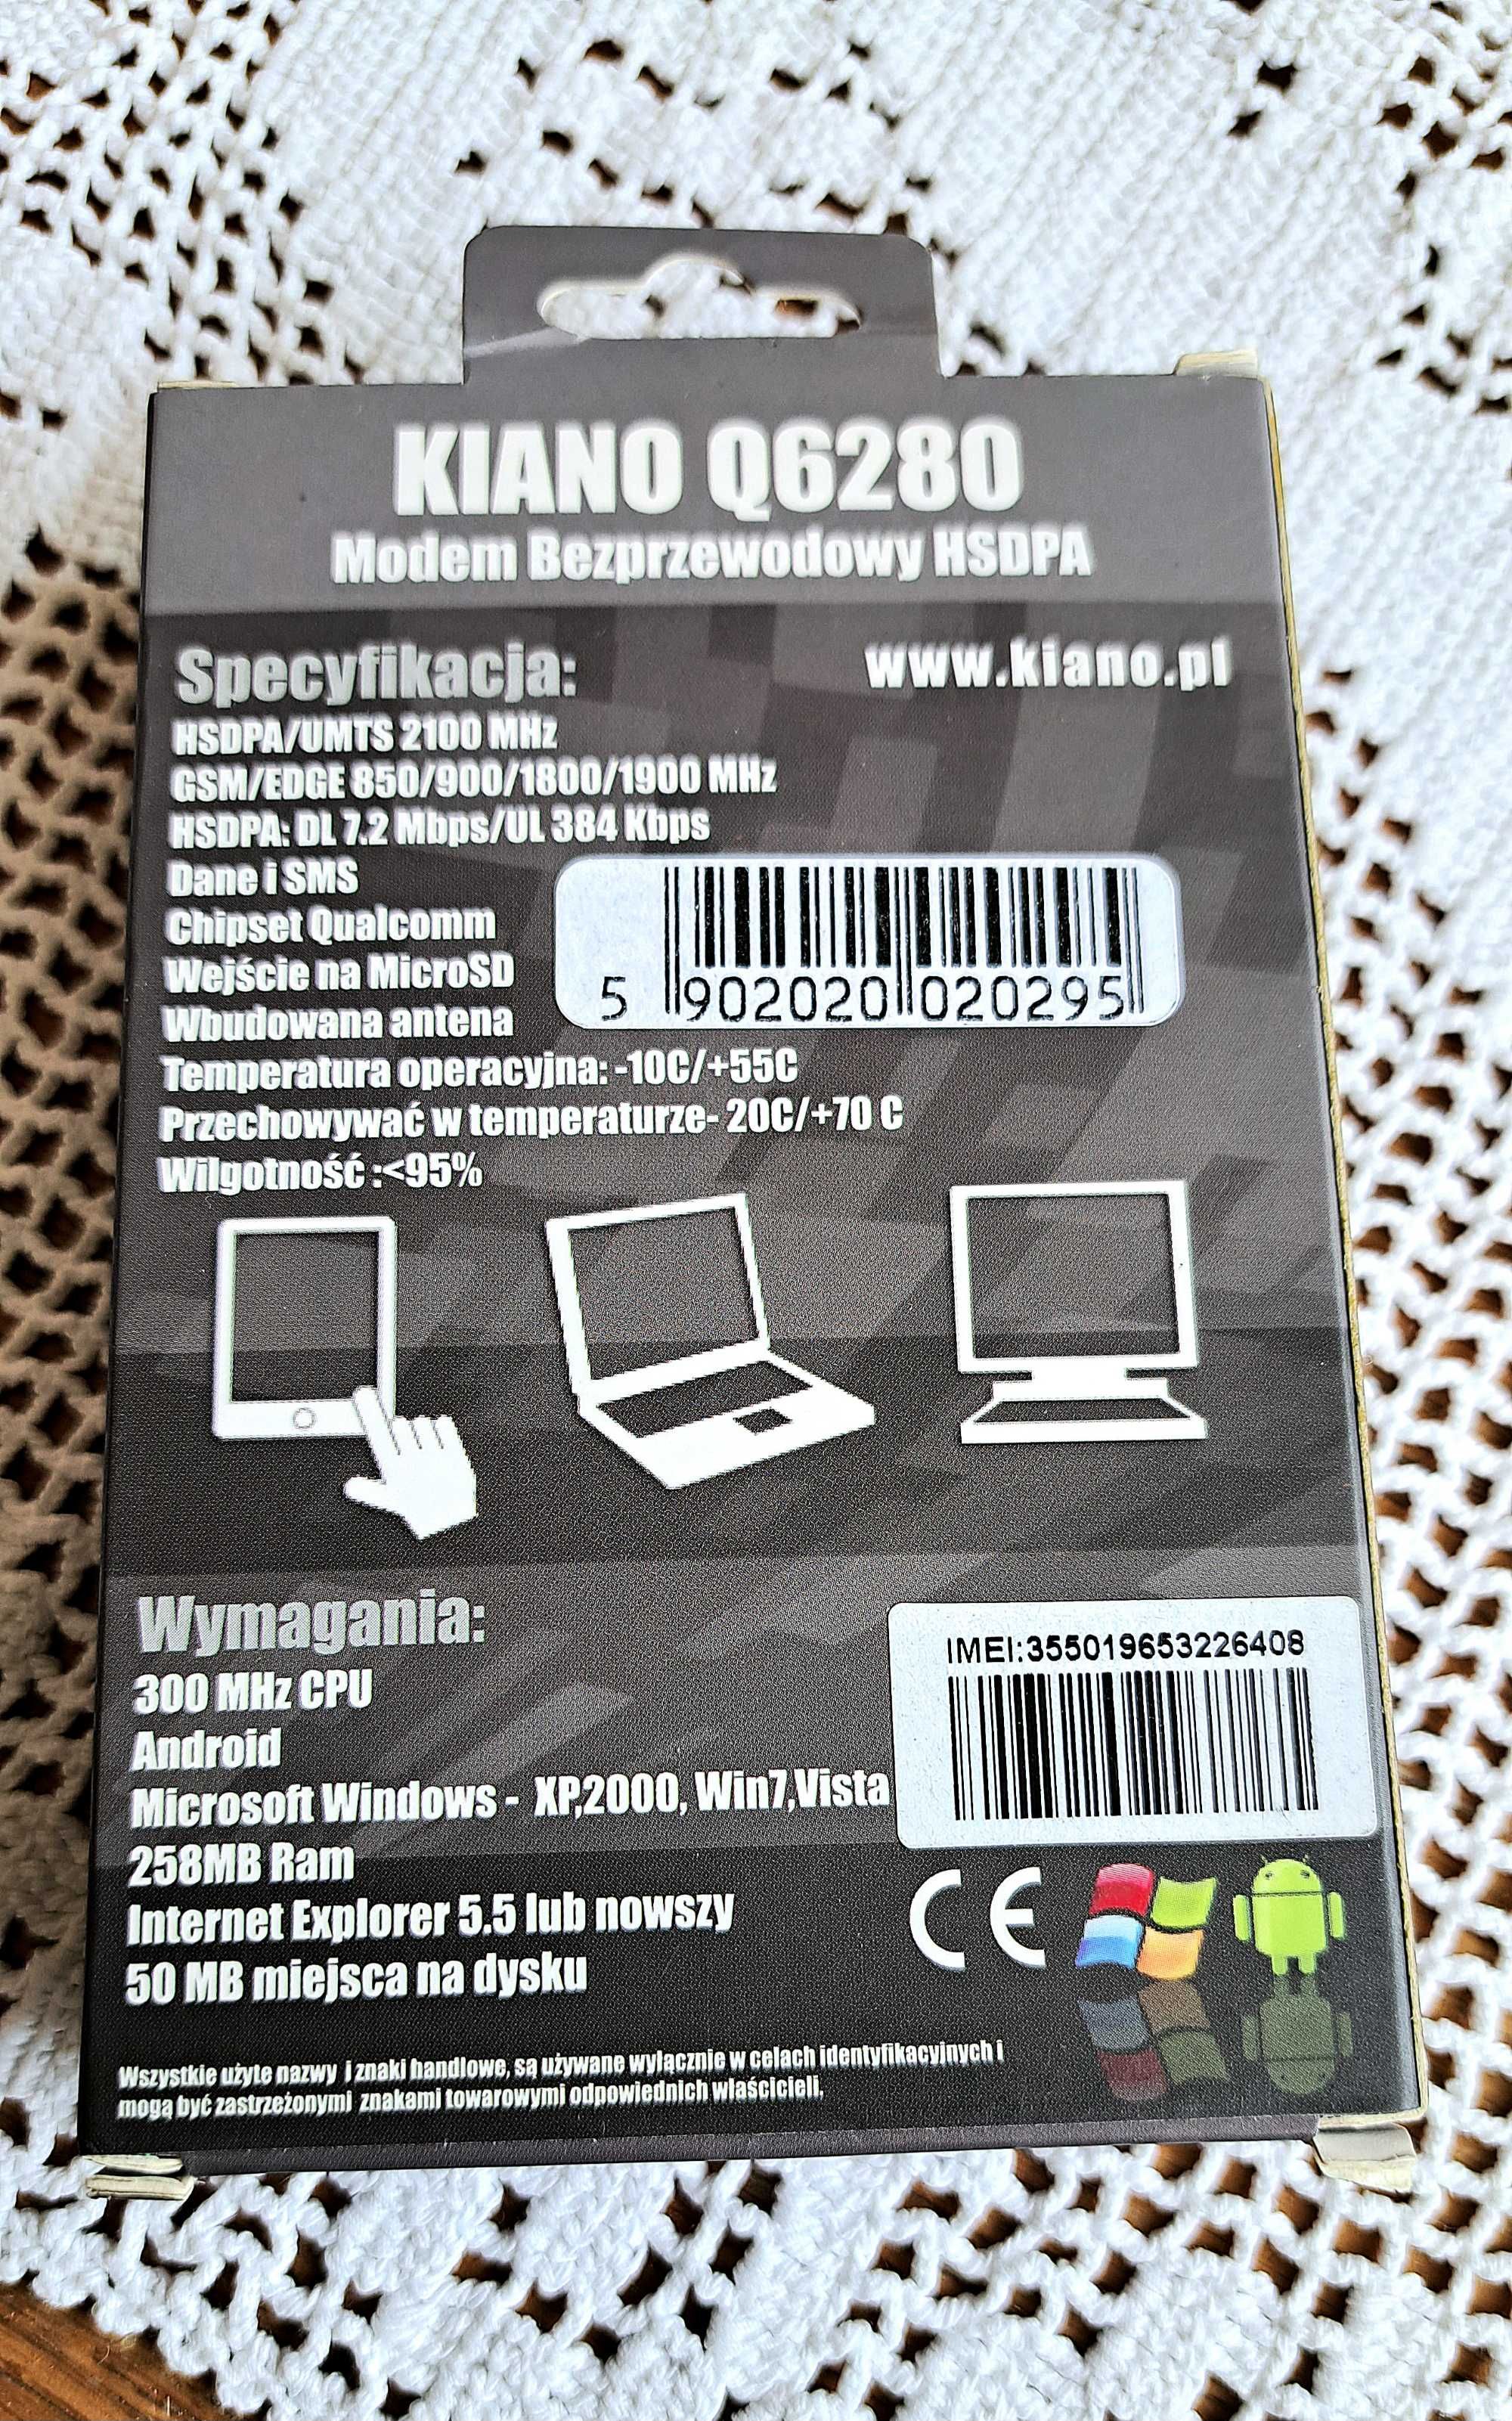 KIANO Q6280
Modem Bezprzewodowy HSDPA
Specyfikacja:
www.kiano.pl
HSDPA/UMTS 2100 MHz
GSM/EDGE 850/900/1800/1900 MHz
HSDPA: DL 7.2 Mbps/UL 384 Kbps
Dane i SMS
Chipset Qualcomm
Wejście na MicroSD
Wbudowana antena
5 902020 020295
Temperatura operacyjna: -10C/+55C
Przechowywać w temperaturze- 20C/+70 C
Wilgotność :<95%
Wymagania:
300 MHz CPU
Android
Microsoft Windows - XP,2000, Win7,Vista
258MB Ram
Internet Explorer 5.5 lub nowszy
50 MB miejsca na dysku
IMEI:355019653226408
CE
Wszystkie użyte nazwy i znaki handlowe, są używane wyłacznie w celach identyfikacyjnych i
mogą być zastrzeżonymi znakami towarowymi odpowiednich właścicieli.